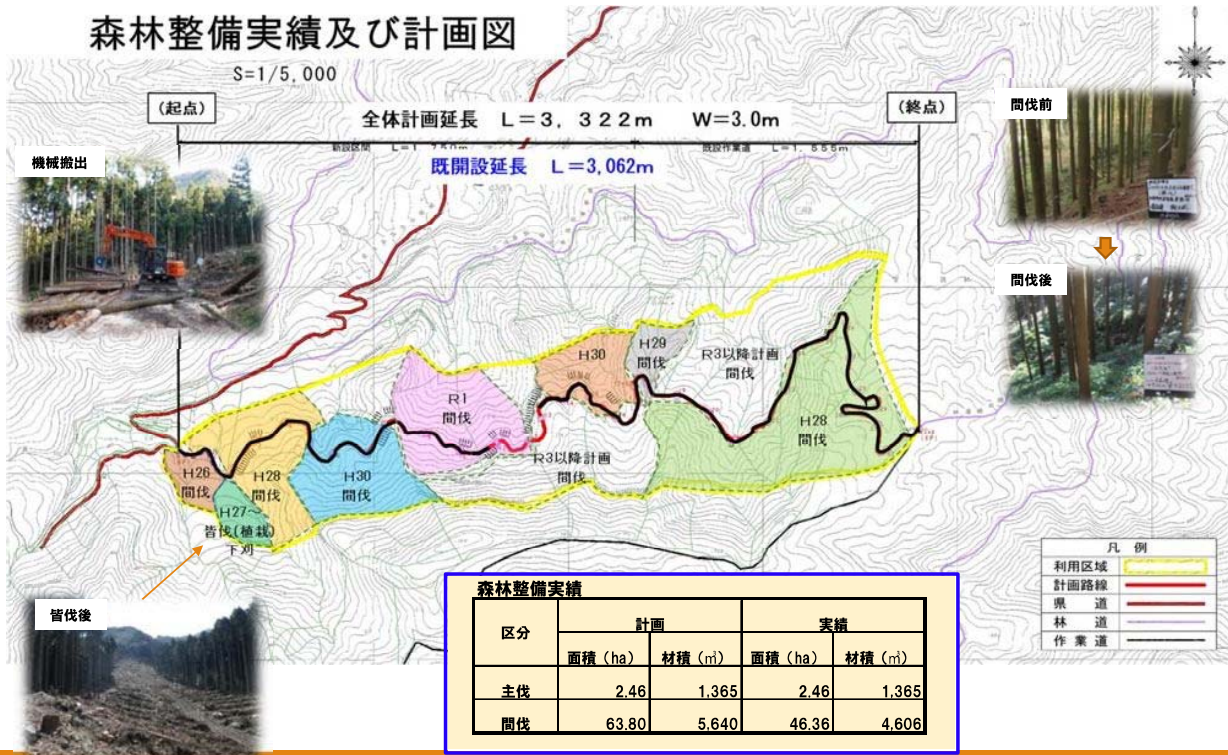 森林整備実績及び計画図
S=1/5,000
(起点)
(終点)
全体計画延長 L=3,322m W=3.0m
既設作業道 L=1,555m
既開設延長 L=3,062m
機械搬出
間伐前
間伐後
H29
間伐
H30
間伐
R3以降計画
間伐
R1
間伐
H28
間伐
R3以降計画
間伐
H26
間伐
H28
間伐
H30
間伐
H27~
皆伐(植栽)
下刈
皆伐後
凡 例
利用区域
計画路線
県 道
林 道
作 業 道
森林整備実績
区分 計画 実績
面積(ha) 材積(㎥) 面積(ha) 材積(㎥)
主伐 2.46 1,365 2.46 1,365
間伐 63.80 5,640 46.36 4,606